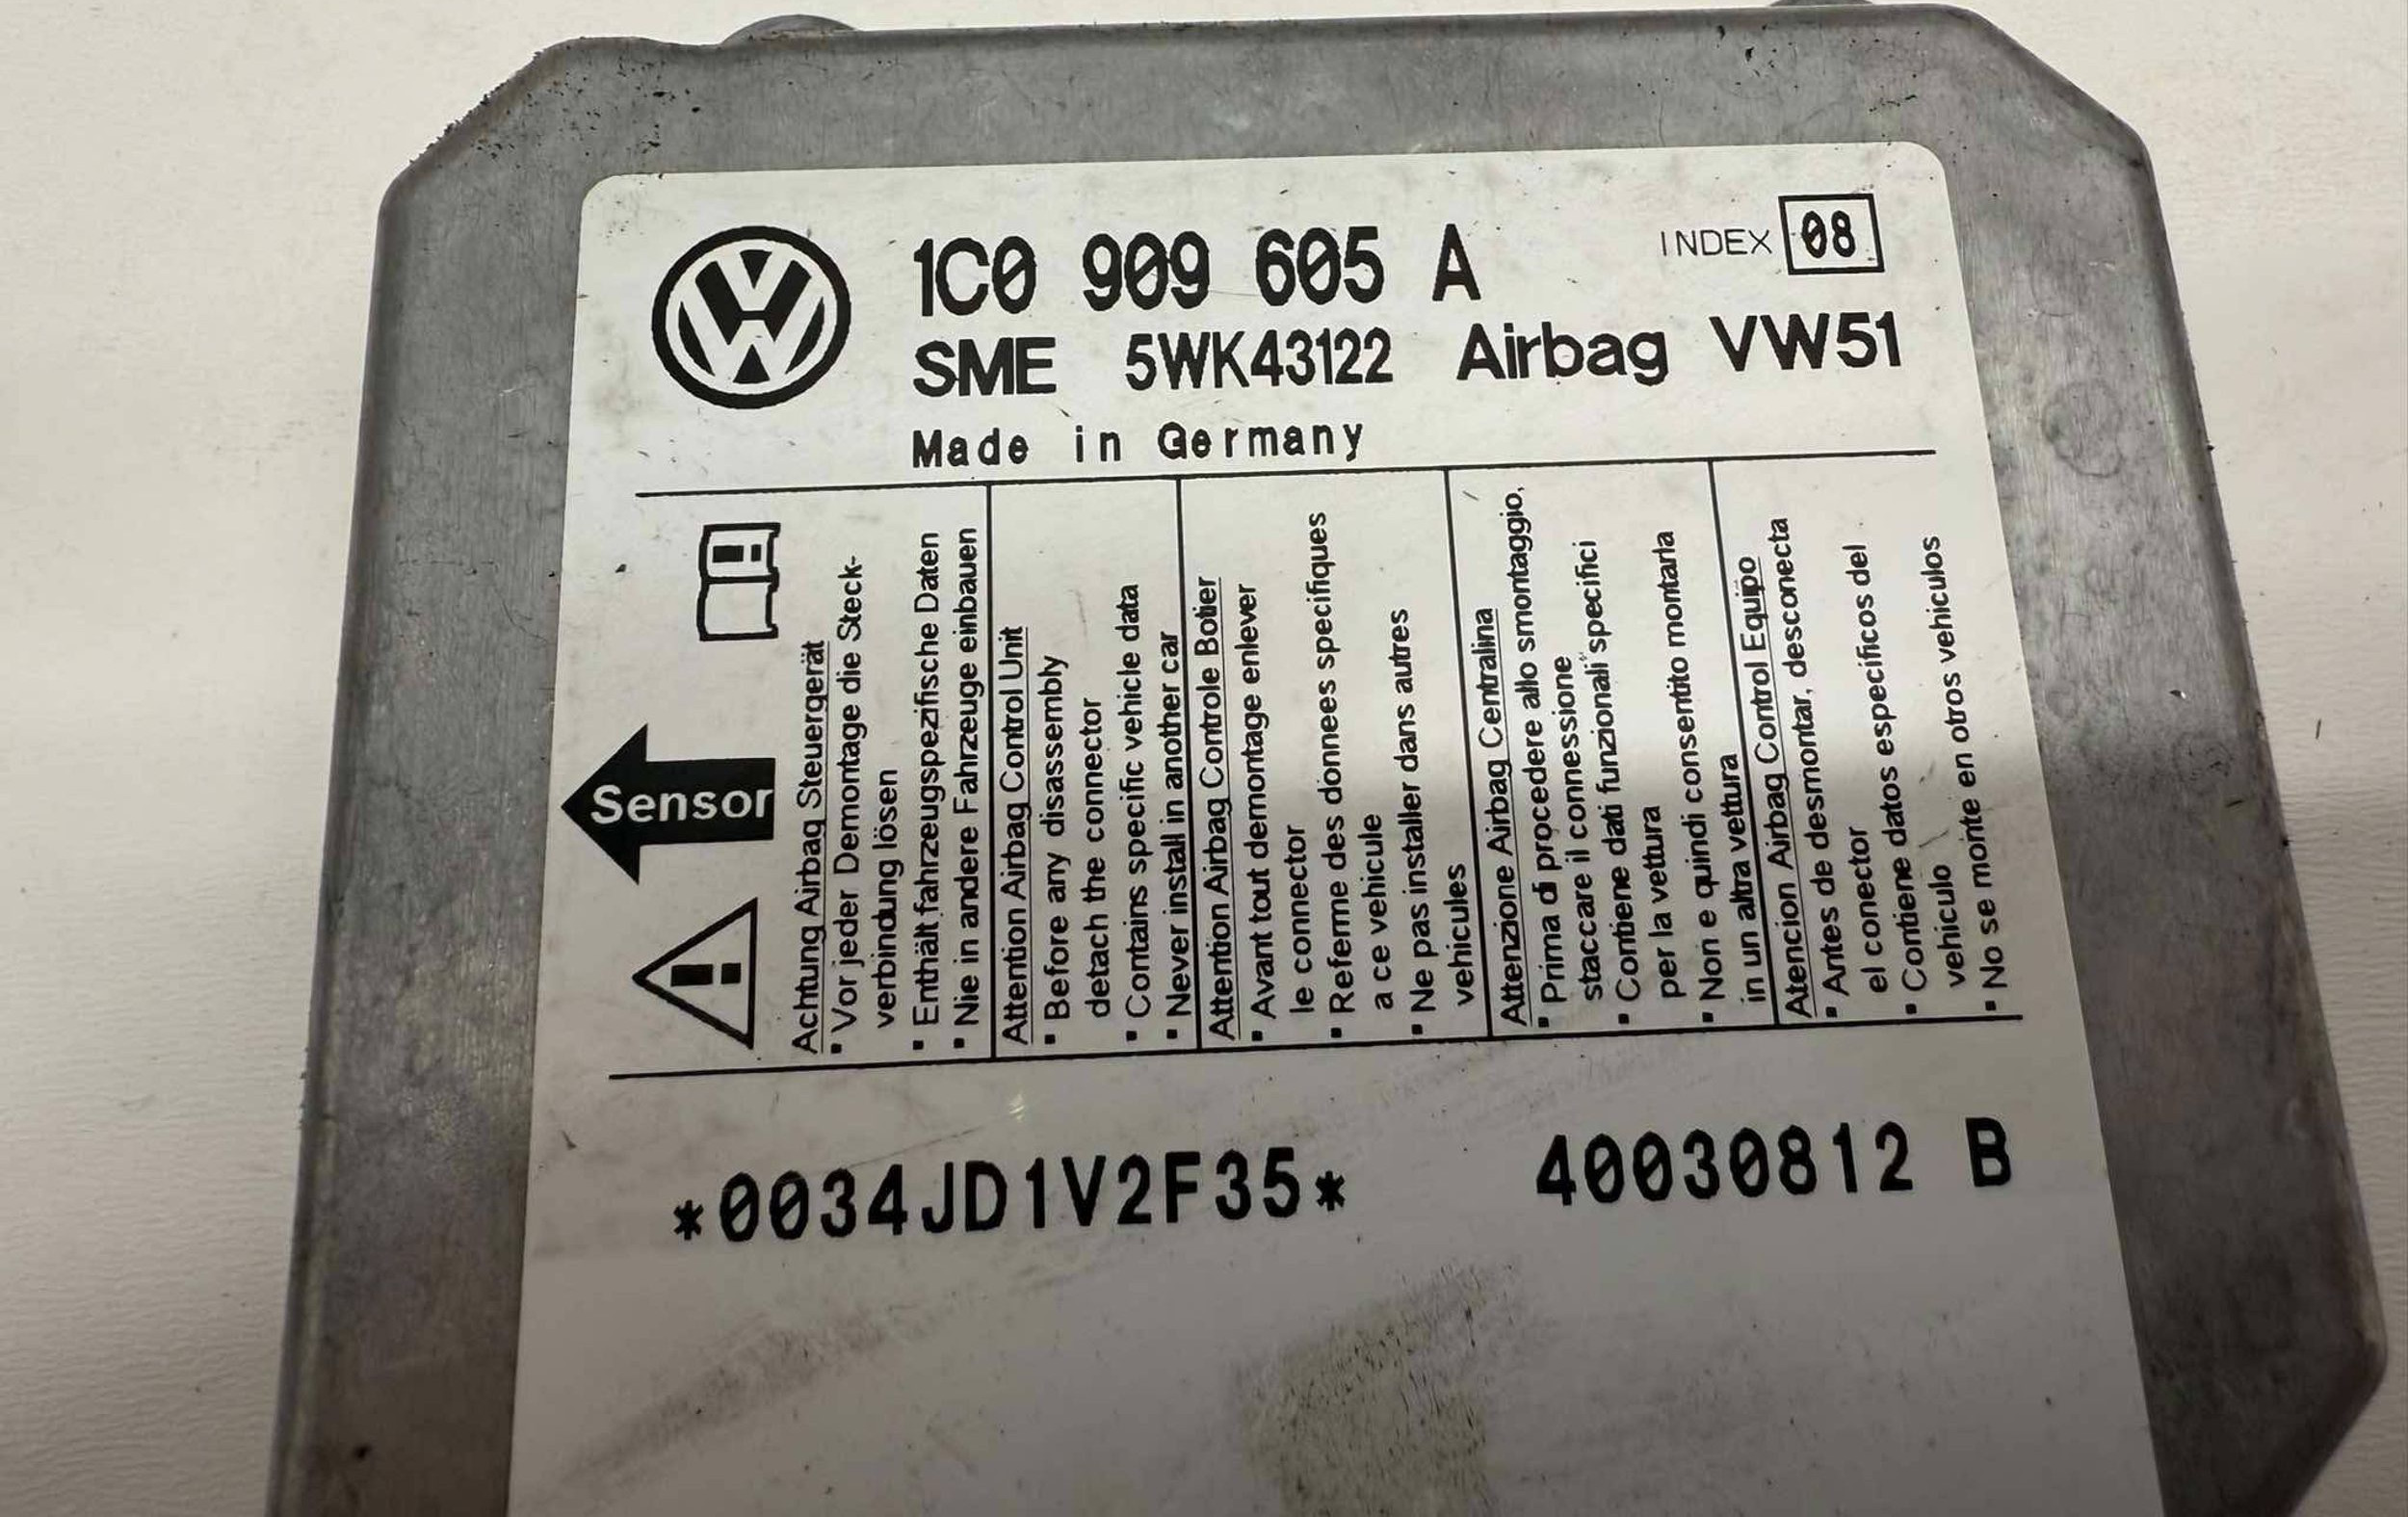 1C0 909 605 A
INDEX 08
SME 5WK43122 Airbag VW51
Made in Germany
Sensor
Achtung Airbag Steuergerät
▪ Vor jeder Demontage die Steck-
verbindung lösen
▪ Enthält fahrzeugspezifische Daten
▪ Nie in andere Fahrzeuge einbauen
Attention Airbag Control Unit
▪ Before any disassembly
detach the connector
▪ Contains specific vehicle data
▪ Never install in another car
Attention Airbag Controle Botier
▪ Avant tout demontage enlever
le connector
▪ Referme des donnees specifiques
a ce vehicule
▪ Ne pas installer dans autres
vehicules
Attenzione Airbag Centralina
▪ Prima di procedere allo smontaggio,
staccare il connessione
▪ Contiene dati funzionali specifici
per la vettura
▪ Non e quindi consentito montarla
in un altra vettura
Atencion Airbag Control Equipo
▪ Antes de desmontar, desconecta
el conector
▪ Contiene datos especificos del
vehiculo
▪ No se monte en otros vehiculos
*0034JD1V2F35* 40030812 B